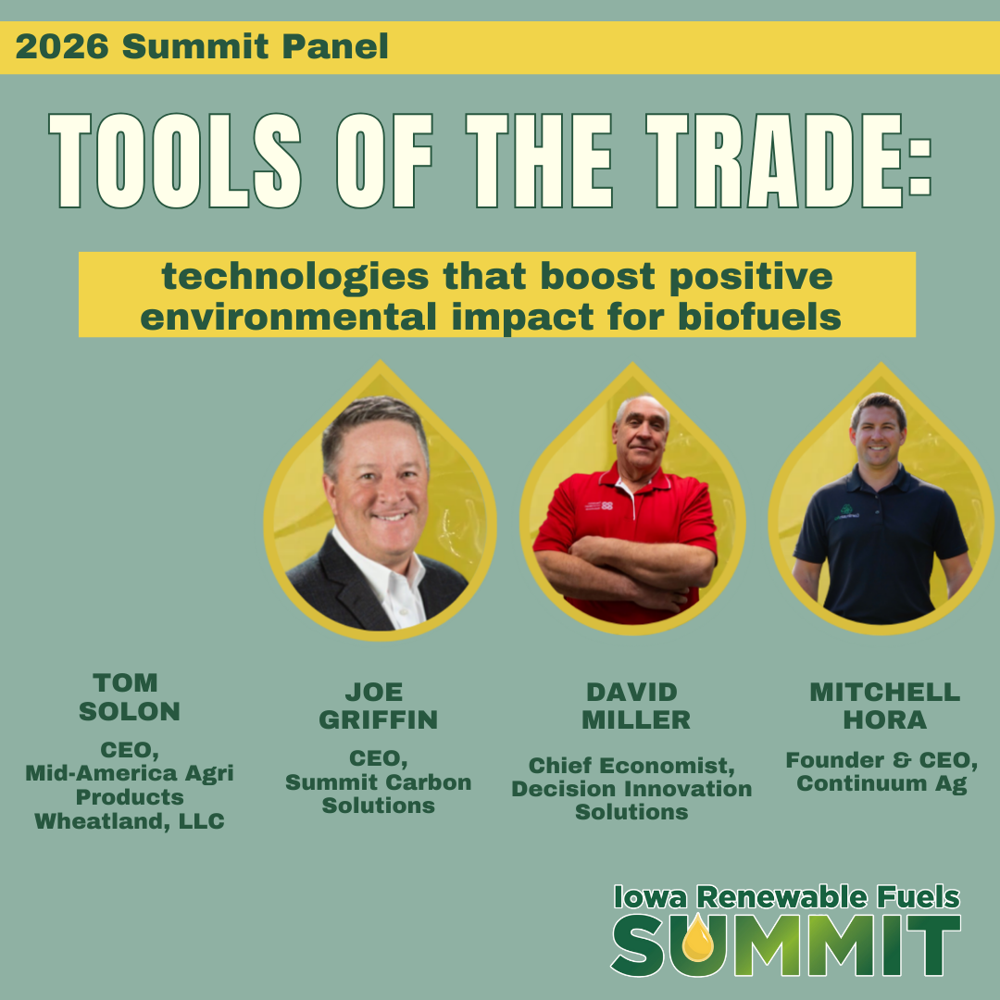 2026 Summit Panel
TOOLS OF THE TRADE:
technologies that boost positive
environmental impact for biofuels
TOM
SOLON
CEO,
Mid-America Agri
Products
Wheatland, LLC
JOE
GRIFFIN
CEO,
Summit Carbon
Solutions
DAVID
MILLER
Chief Economist,
Decision Innovation
Solutions
MITCHELL
HORA
Founder & CEO,
Continuum Ag
Iowa Renewable Fuels
SUMMIT